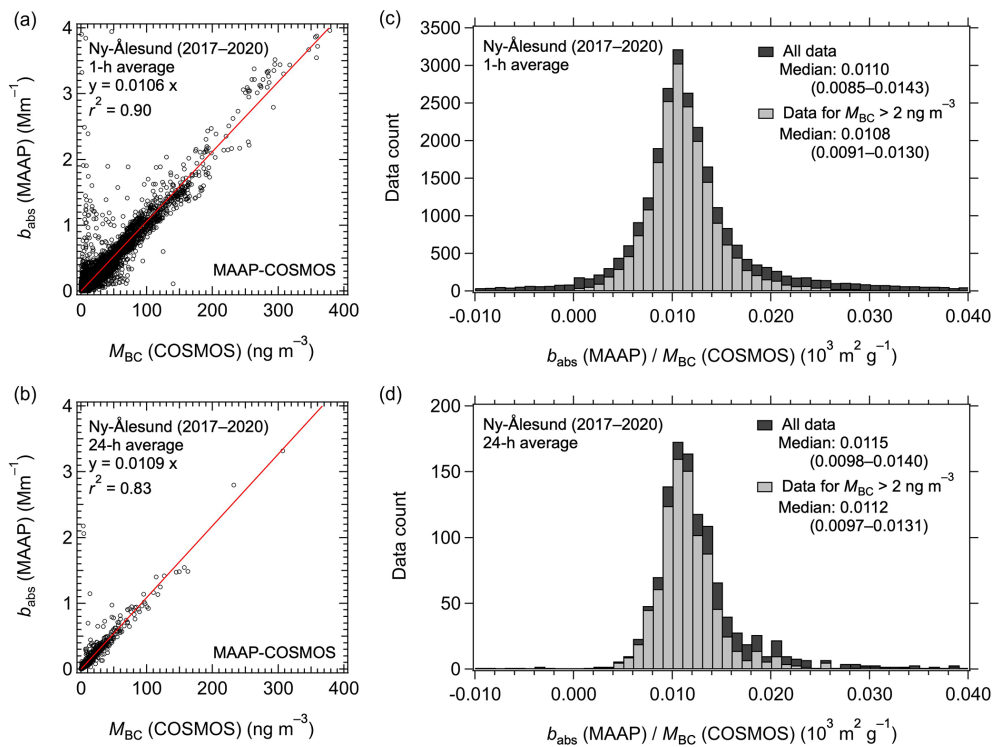 (a)
4
3
2
1
0
b_abs (MAAP) (Mm⁻¹)
Ny-Ålesund (2017–2020)
1-h average
y = 0.0106 x
r² = 0.90
MAAP-COSMOS
0 100 200 300 400
M_BC (COSMOS) (ng m⁻³)
(b)
4
3
2
1
0
b_abs (MAAP) (Mm⁻¹)
Ny-Ålesund (2017–2020)
24-h average
y = 0.0109 x
r² = 0.83
MAAP-COSMOS
0 100 200 300 400
M_BC (COSMOS) (ng m⁻³)
(c)
3500
3000
2500
2000
1500
1000
500
0
Data count
Ny-Ålesund (2017–2020)
1-h average
All data
Median: 0.0110
(0.0085–0.0143)
Data for M_BC > 2 ng m⁻³
Median: 0.0108
(0.0091–0.0130)
-0.010 0.000 0.010 0.020 0.030 0.040
b_abs (MAAP) / M_BC (COSMOS) (10³ m² g⁻¹)
(d)
200
150
100
50
0
Data count
Ny-Ålesund (2017–2020)
24-h average
All data
Median: 0.0115
(0.0098–0.0140)
Data for M_BC > 2 ng m⁻³
Median: 0.0112
(0.0097–0.0131)
-0.010 0.000 0.010 0.020 0.030 0.040
b_abs (MAAP) / M_BC (COSMOS) (10³ m² g⁻¹)